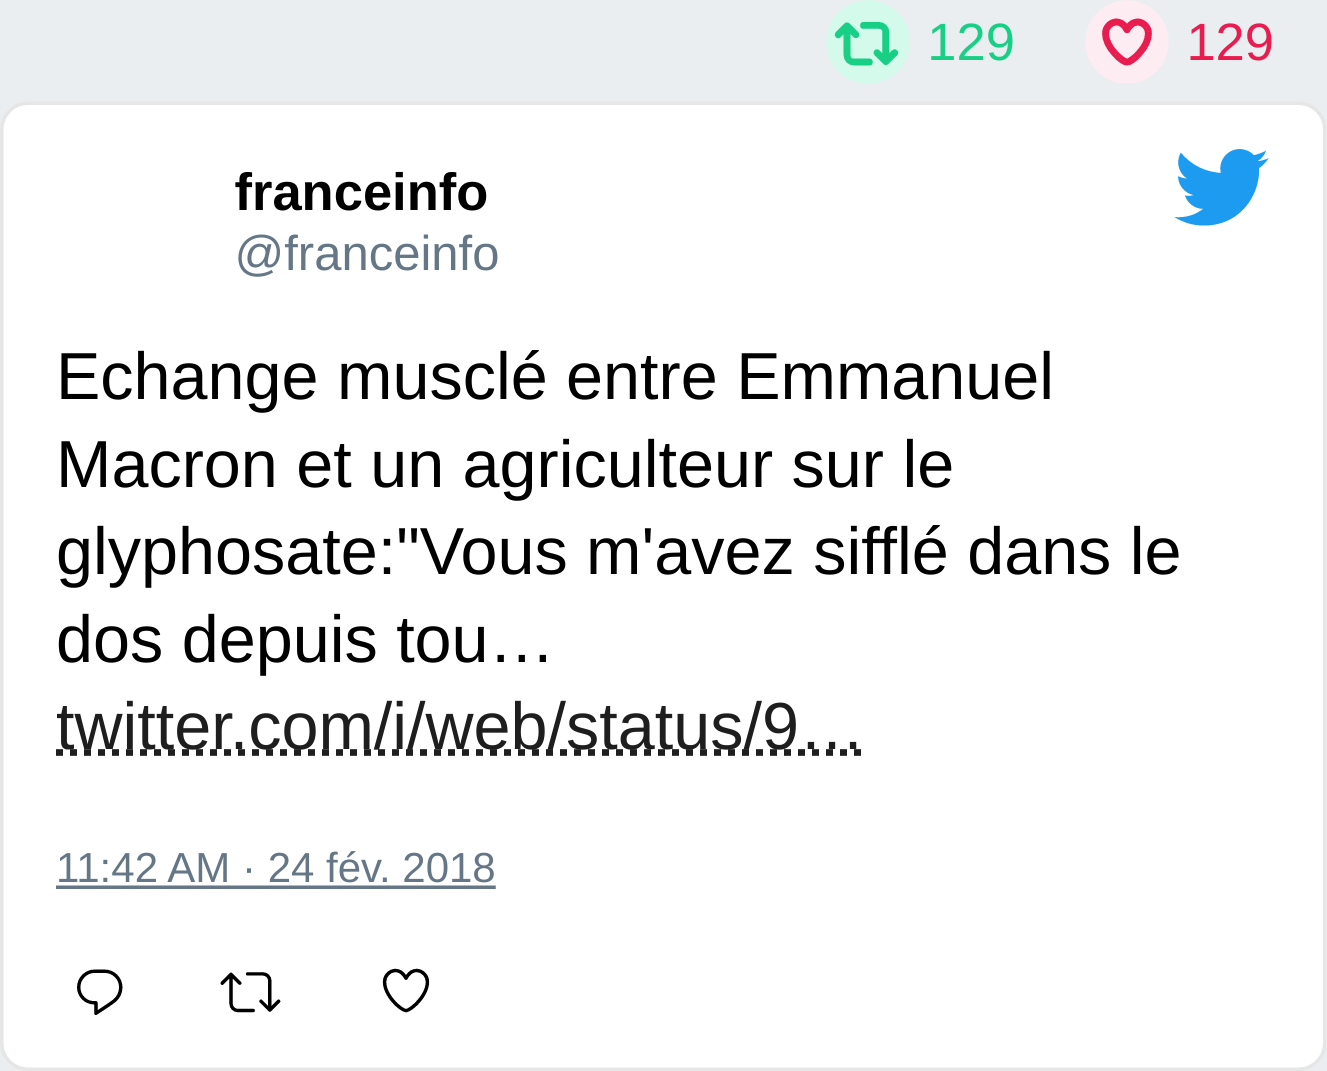 129 129
franceinfo
@franceinfo
Echange musclé entre Emmanuel
Macron et un agriculteur sur le
glyphosate:"Vous m'avez sifflé dans le
dos depuis tou…
twitter.com/i/web/status/9…
11:42 AM · 24 fév. 2018